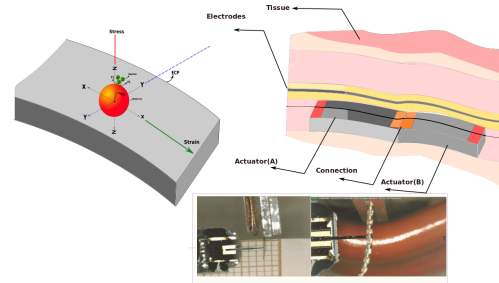 Stress
Z
ECP
X
Y
Y
X
Z
Strain
Electrodes
Tissue
Actuator(A)
Connection
Actuator(B)